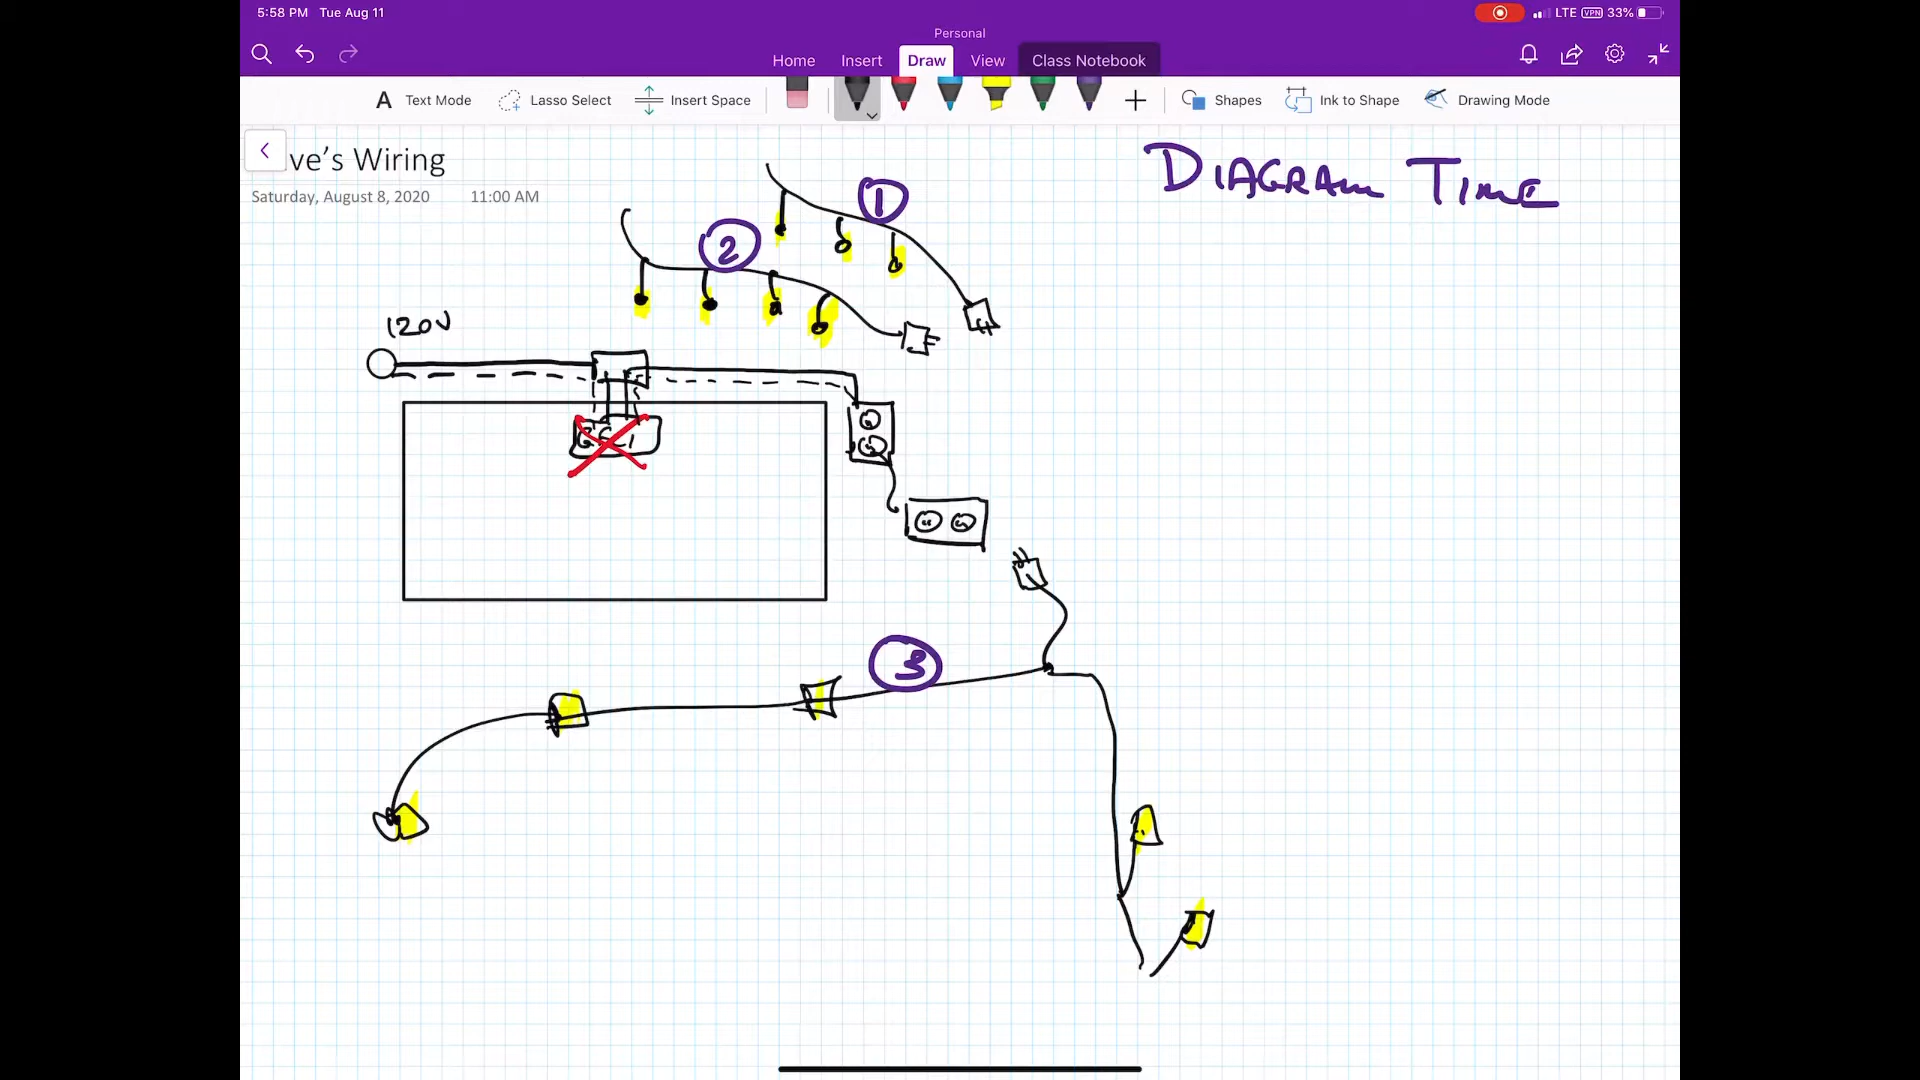 5:58 PM Tue Aug 11
LTE VPN 33%
Personal
Home Insert Draw View Class Notebook
A Text Mode Lasso Select Insert Space Shapes Ink to Shape Drawing Mode
ve's Wiring
Saturday, August 8, 2020 11:00 AM
DIAGRAM TIME
1
2
120V
GFCI
3